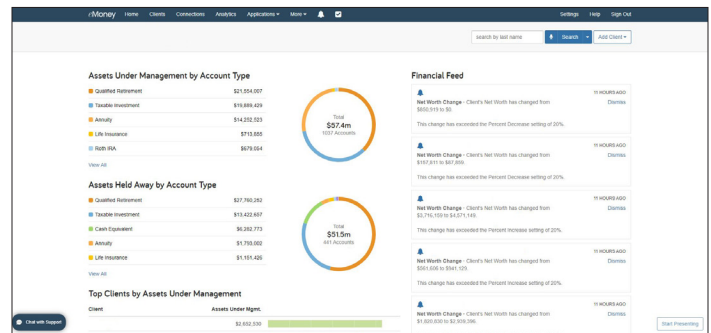 eMoney Home Clients Connections Analytics Applications More Settings Help Sign Out
search by last name Search Add Client
Assets Under Management by Account Type
Qualified Retirement $21,554,007
Taxable Investment $19,889,429
Annuity $14,252,523
Life Insurance $713,888
Roth IRA $679,054
View All
Total
$57.4m
1037 Accounts
Assets Held Away by Account Type
Qualified Retirement $27,760,262
Taxable Investment $13,422,697
Cash Equivalent $6,282,773
Annuity $1,793,002
Life Insurance $1,151,426
View All
Total
$51.5m
441 Accounts
Top Clients by Assets Under Management
Client Assets Under Mgmt.
$2,602,530
Financial Feed
11 HOURS AGO
Net Worth Change - Client's Net Worth has changed from Dismiss
$850,919 to $0.
This change has exceeded the Percent Decrease setting of 20%.
11 HOURS AGO
Net Worth Change - Client's Net Worth has changed from Dismiss
$167,811 to $87,899.
This change has exceeded the Percent Decrease setting of 20%.
11 HOURS AGO
Net Worth Change - Client's Net Worth has changed from Dismiss
$3,716,159 to $4,571,149.
This change has exceeded the Percent Increase setting of 20%.
11 HOURS AGO
Net Worth Change - Client's Net Worth has changed from Dismiss
$561,606 to $941,129.
This change has exceeded the Percent Increase setting of 20%.
11 HOURS AGO
Net Worth Change - Client's Net Worth has changed from Dismiss
$1,820,830 to $2,939,396.
Chat with Support
Start Presenting